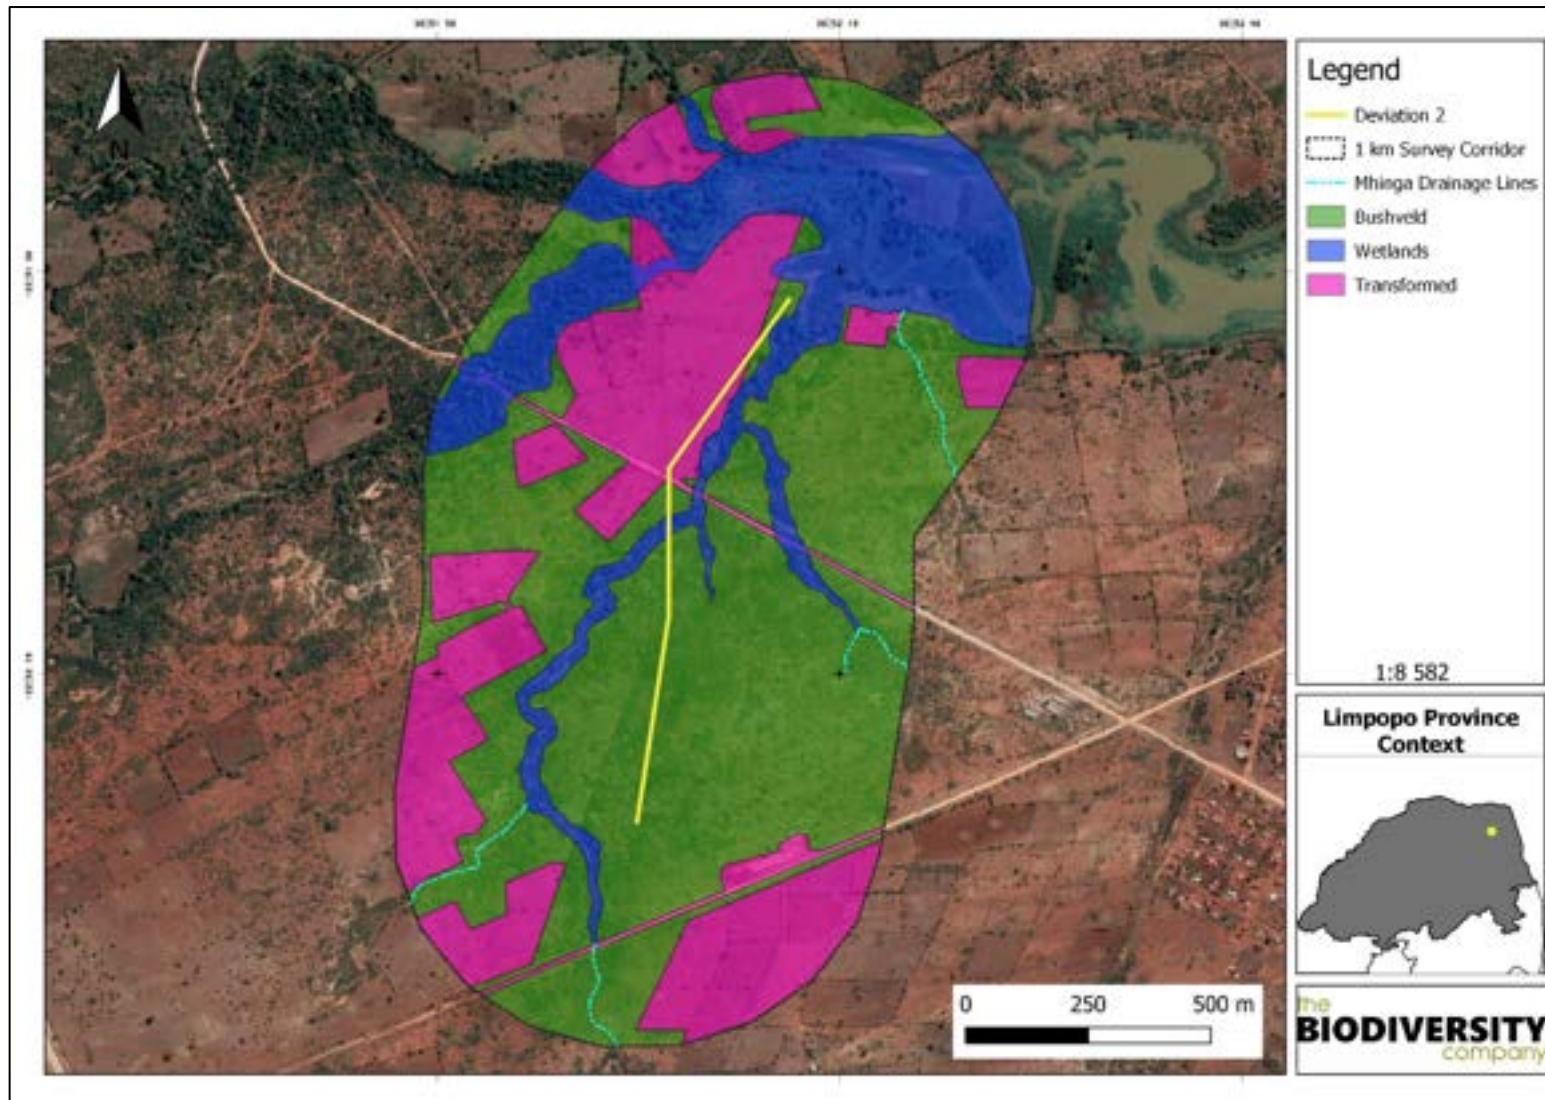 N
Legend
Deviation 2
1 km Survey Corridor
Mhinga Drainage Lines
Bushveld
Wetlands
Transformed
1:8 582
Limpopo Province
Context
0 250 500 m
the
BIODIVERSITY
company